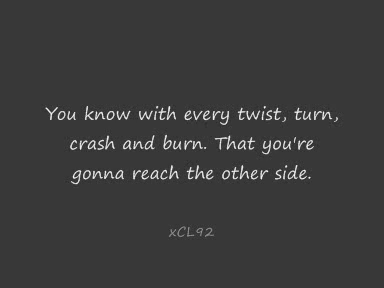 You know with every twist, turn,
crash and burn. That you're
gonna reach the other side.
xCL92